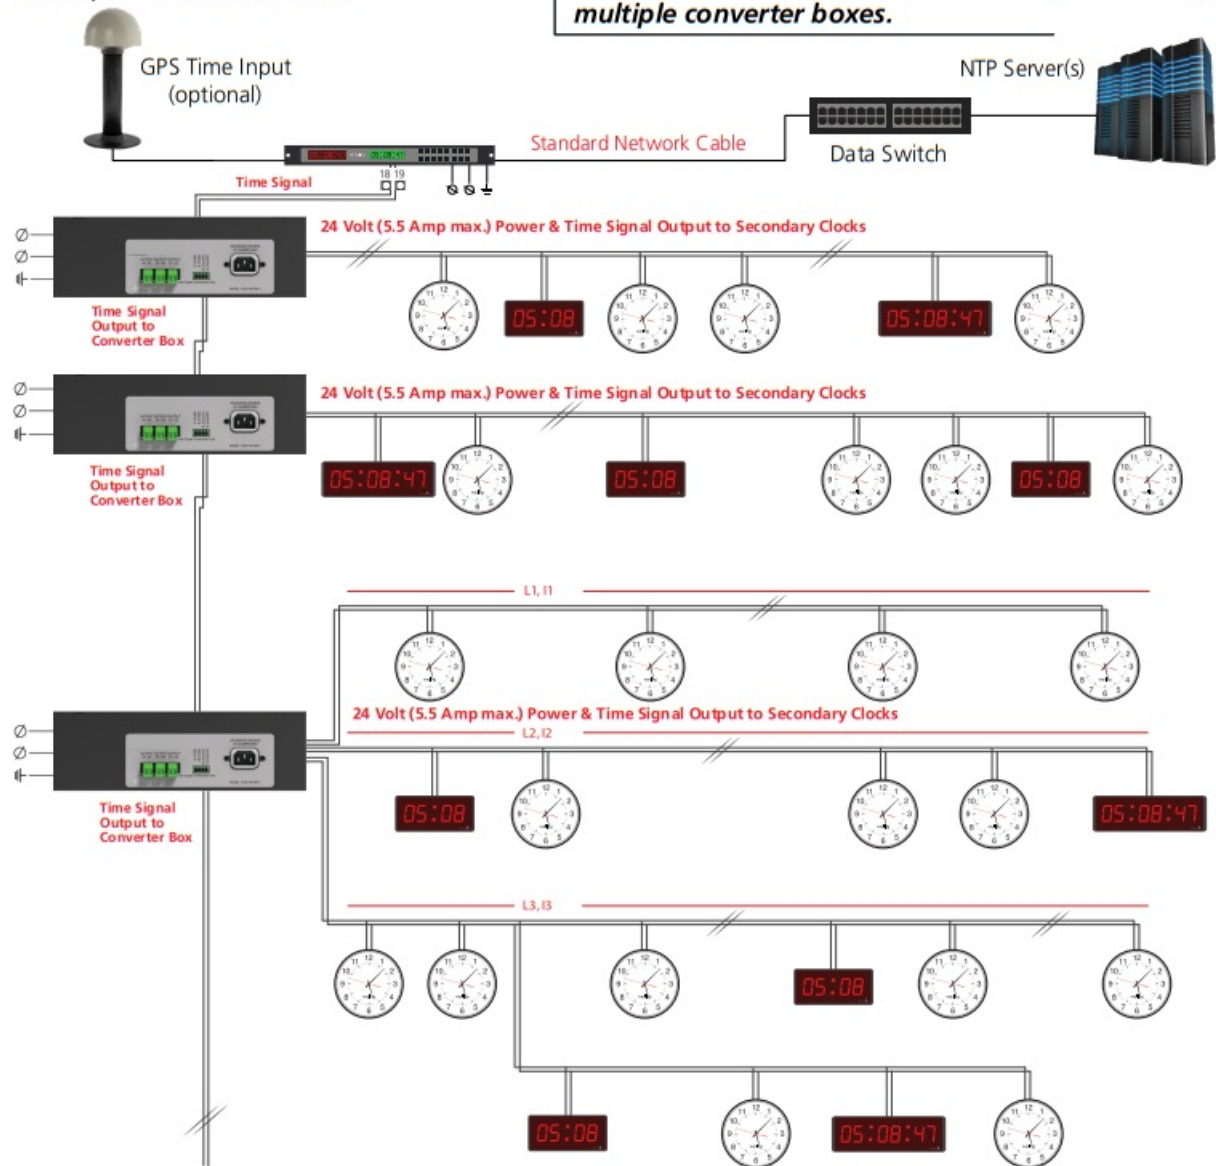 multiple converter boxes.
GPS Time Input
(optional)
NTP Server(s)
Standard Network Cable
Data Switch
05:08:47
18 19
Time Signal
24 Volt (5.5 Amp max.) Power & Time Signal Output to Secondary Clocks
05:08
05:08:47
Time Signal
Output to
Converter Box
24 Volt (5.5 Amp max.) Power & Time Signal Output to Secondary Clocks
05:08:47
05:08
05:08
Time Signal
Output to
Converter Box
L1, I1
24 Volt (5.5 Amp max.) Power & Time Signal Output to Secondary Clocks
L2, I2
05:08
05:08:47
Time Signal
Output to
Converter Box
L3, I3
05:08
05:08
05:08:47